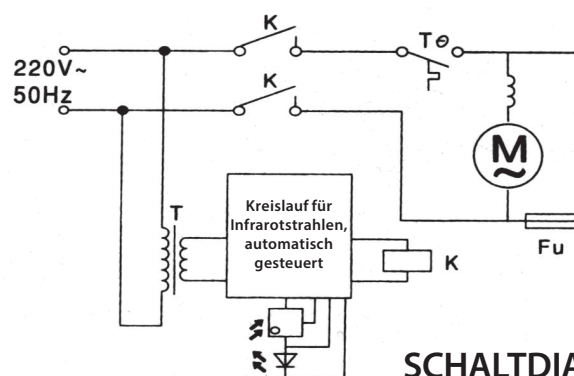 K
Tθ
220V~
50Hz
K
M
~
T
Kreislauf für
Infrarotstrahlen,
automatisch
gesteuert
K
Fu
SCHALTDIA